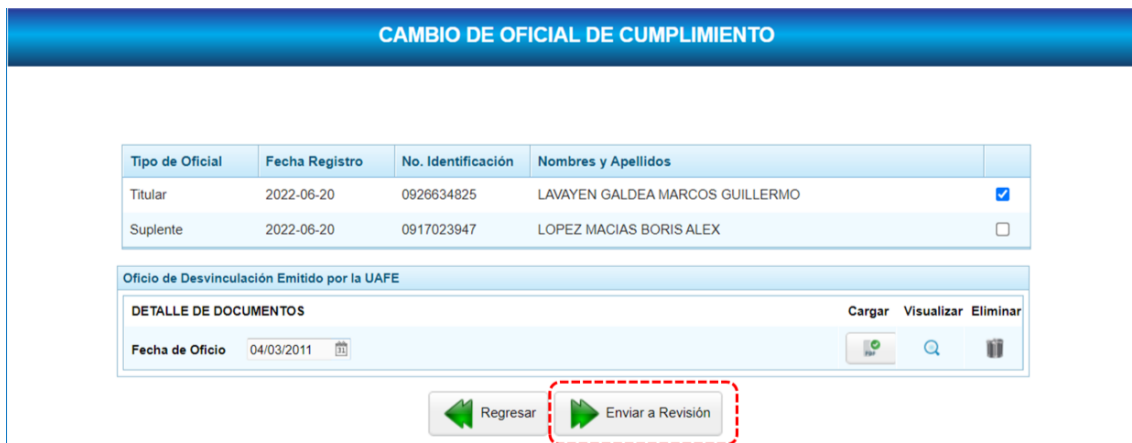 CAMBIO DE OFICIAL DE CUMPLIMIENTO
Tipo de Oficial Fecha Registro No. Identificación Nombres y Apellidos
Titular 2022-06-20 0926634825 LAVAYEN GALDEA MARCOS GUILLERMO
Suplente 2022-06-20 0917023947 LOPEZ MACIAS BORIS ALEX
Oficio de Desvinculación Emitido por la UAFE
DETALLE DE DOCUMENTOS Cargar Visualizar Eliminar
Fecha de Oficio 04/03/2011
Regresar Enviar a Revisión